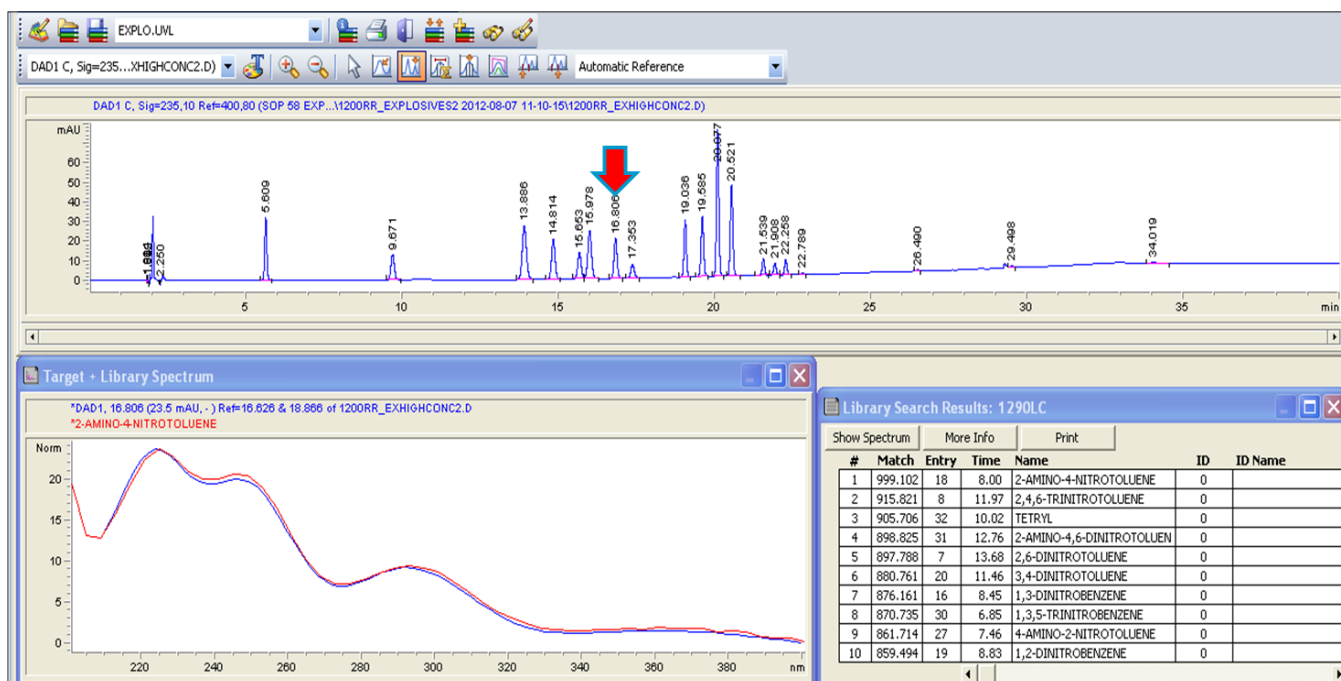 EXPLO.UVL
DAD1 C, Sig=235...XHIGHCONC2.D)
Automatic Reference
DAD1 C, Sig=235,10 Ref=400,80 (SOP 58 EXP...\1200RR_EXPLOSIVES2 2012-08-07 11-10-15\1200RR_EXHIGHCONC2.D)
mAU
60
50
40
30
20
10
0
2.250
5.609
9.671
13.886
14.814
15.653
15.978
16.806
17.353
19.036
19.585
20.077
20.521
21.539
21.908
22.258
22.789
26.490
29.498
34.019
5 10 15 20 25 30 35 min
Target + Library Spectrum
*DAD1, 16.806 (23.5 mAU, - ) Ref=16.626 & 18.866 of 1200RR_EXHIGHCONC2.D
*2-AMINO-4-NITROTOLUENE
Norm
20
15
10
5
0
220 240 260 280 300 320 340 360 380 nm
Library Search Results: 1290LC
Show Spectrum More Info Print
# Match Entry Time Name ID ID Name
1 999.102 18 8.00 2-AMINO-4-NITROTOLUENE 0
2 915.821 8 11.97 2,4,6-TRINITROTOLUENE 0
3 905.706 32 10.02 TETRYL 0
4 898.825 31 12.76 2-AMINO-4,6-DINITROTOLUEN 0
5 897.788 7 13.68 2,6-DINITROTOLUENE 0
6 880.761 20 11.46 3,4-DINITROTOLUENE 0
7 876.161 16 8.45 1,3-DINITROBENZENE 0
8 870.735 30 6.85 1,3,5-TRINITROBENZENE 0
9 861.714 27 7.46 4-AMINO-2-NITROTOLUENE 0
10 859.494 19 8.83 1,2-DINITROBENZENE 0